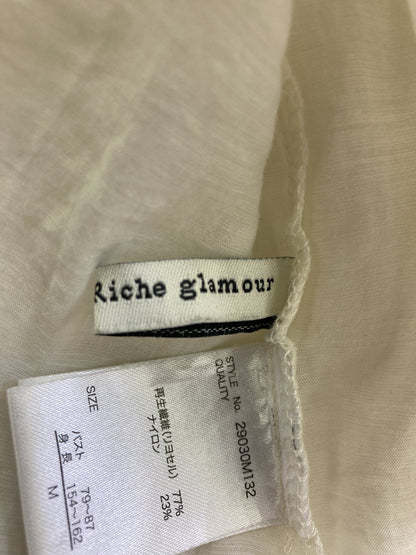 Riche glamour
STYLE No. 29030M132
QUALITY
再生繊維(リヨセル) 77%
ナイロン 23%
SIZE
バスト 79~87
身長 154~162
M